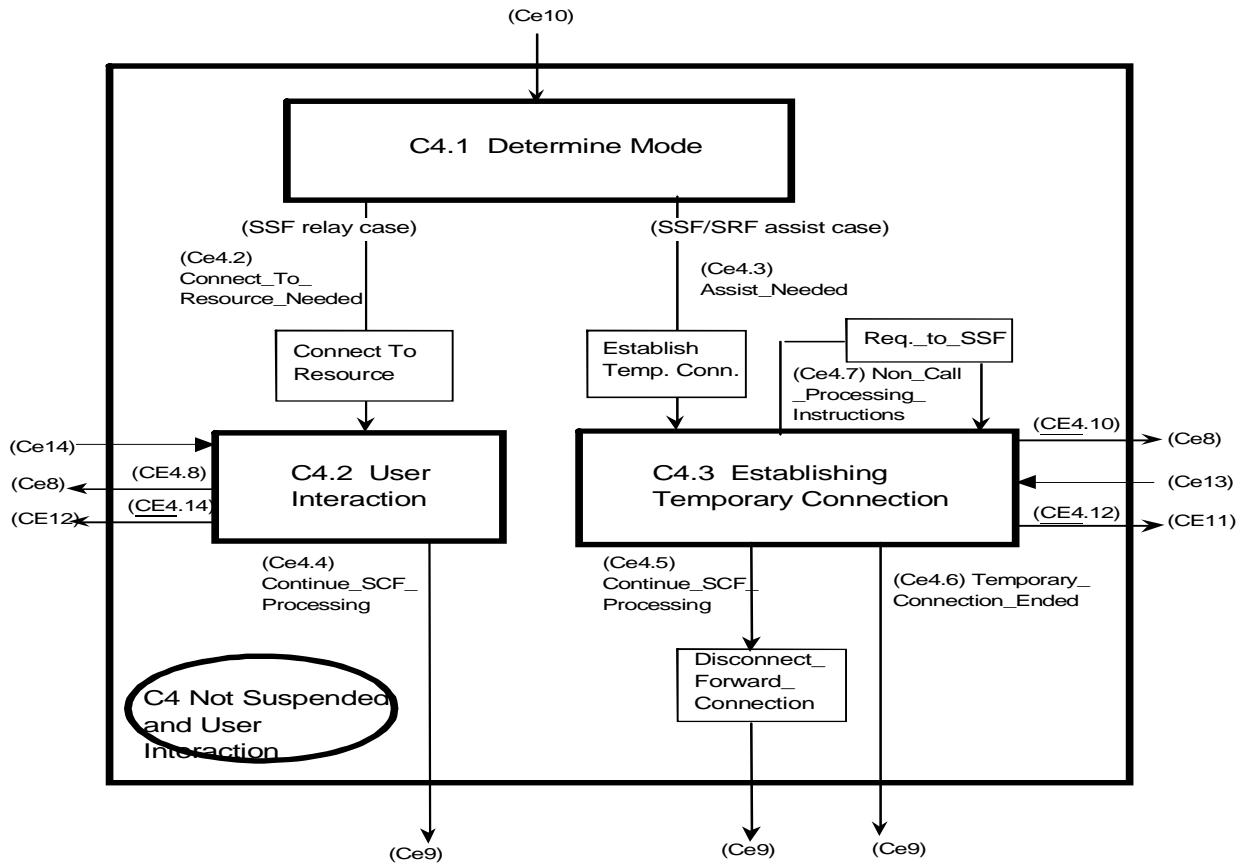 (Ce10)
C4.1 Determine Mode
(SSF relay case)
(SSF/SRF assist case)
(Ce4.2)
Connect_To_
Resource_Needed
(Ce4.3)
Assist_Needed
Connect To
Resource
Establish
Temp. Conn.
Req._to_SSF
(Ce4.7) Non_Call
_Processing_
Instructions
(Ce14)
(Ce8)
(CE12)
(CE4.8)
(CE4.14)
C4.2 User
Interaction
C4.3 Establishing
Temporary Connection
(CE4.10)
(CE4.12)
(Ce8)
(Ce13)
(CE11)
(Ce4.4)
Continue_SCF_
Processing
(Ce4.5)
Continue_SCF_
Processing
(Ce4.6) Temporary_
Connection_Ended
Disconnect_
Forward_
Connection
C4 Not Suspended
and User
Interaction
(Ce9)
(Ce9)
(Ce9)